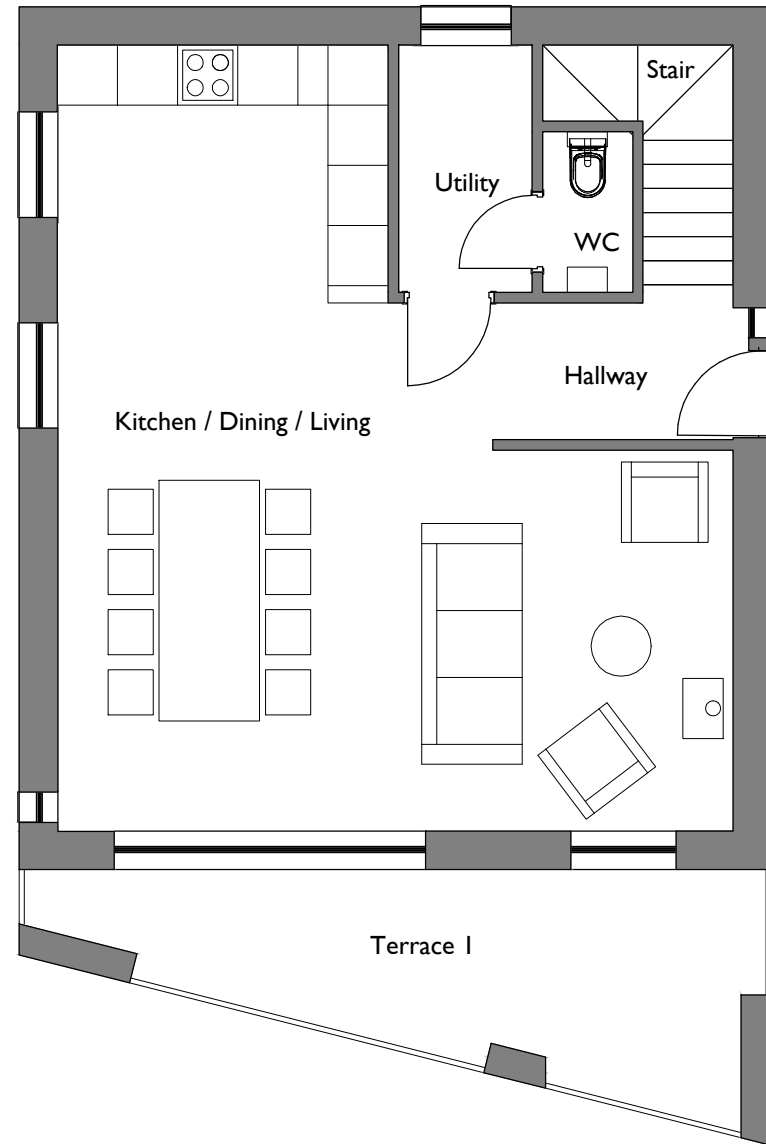 Stair
Utility
WC
Hallway
Kitchen / Dining / Living
Terrace 1